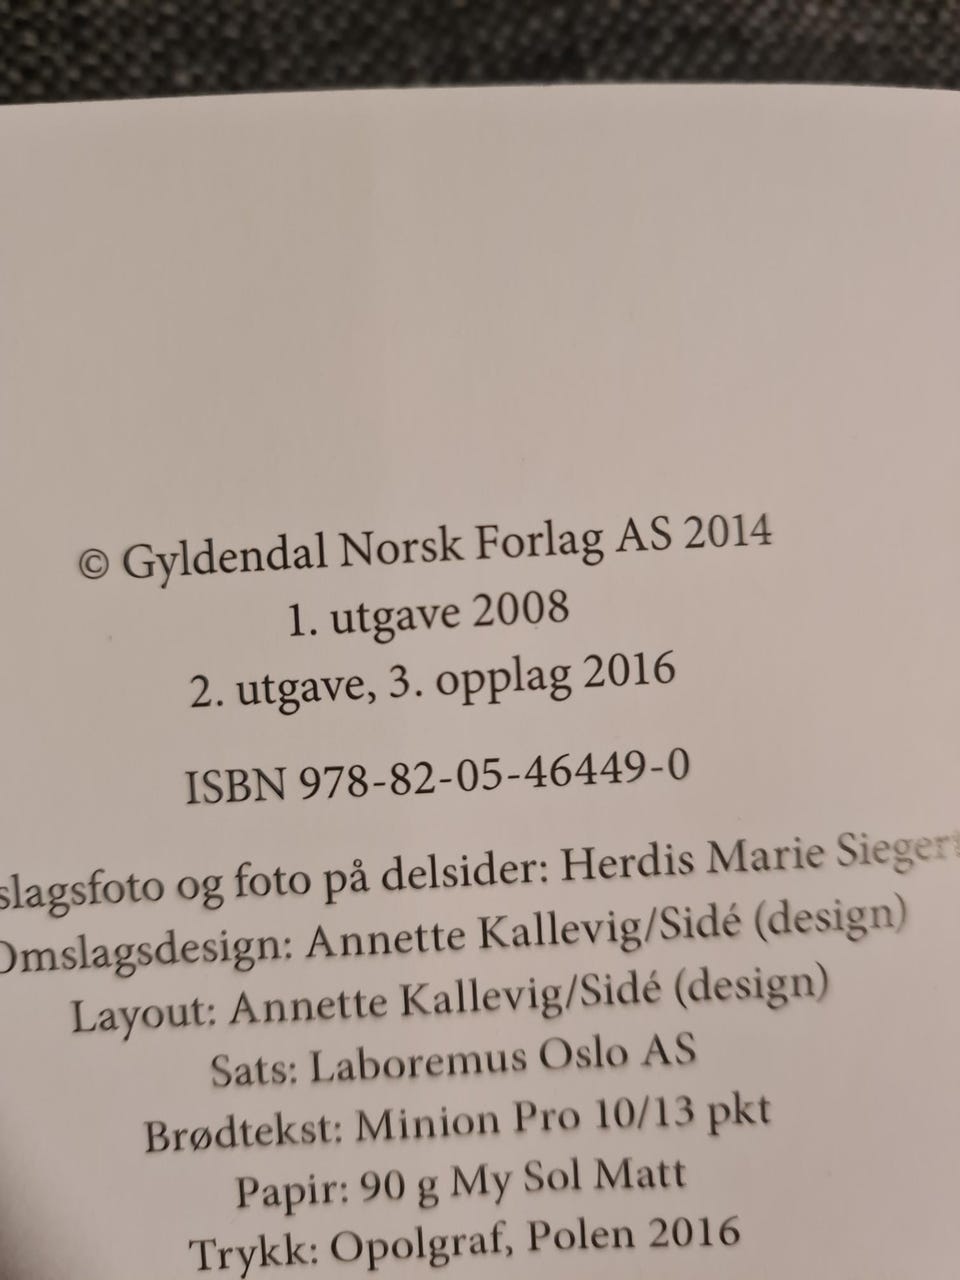 © Gyldendal Norsk Forlag AS 2014
1. utgave 2008
2. utgave, 3. opplag 2016
ISBN 978-82-05-46449-0
slagsfoto og foto på delsider: Herdis Marie Siegert
Omslagsdesign: Annette Kallevig/Sidé (design)
Layout: Annette Kallevig/Sidé (design)
Sats: Laboremus Oslo AS
Brødtekst: Minion Pro 10/13 pkt
Papir: 90 g My Sol Matt
Trykk: Opolgraf, Polen 2016